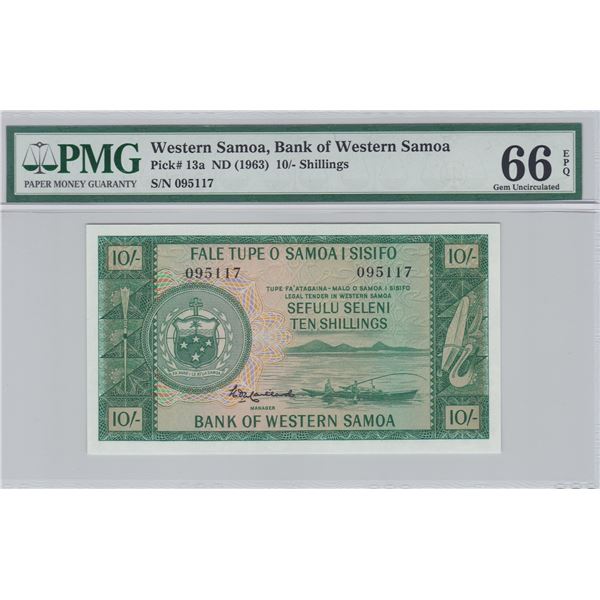 PMG
PAPER MONEY GUARANTY
Western Samoa, Bank of Western Samoa
Pick# 13a ND (1963) 10/- Shillings
S/N 095117
66 EPQ
Gem Uncirculated
10/-
FALE TUPE O SAMOA I SISIFO
10/-
095117
095117
TUPE FA'ATAGAINA - MALO O SAMOA I SISIFO
LEGAL TENDER IN WESTERN SAMOA
SEFULU SELENI
TEN SHILLINGS
MANAGER
10/-
BANK OF WESTERN SAMOA
10/-